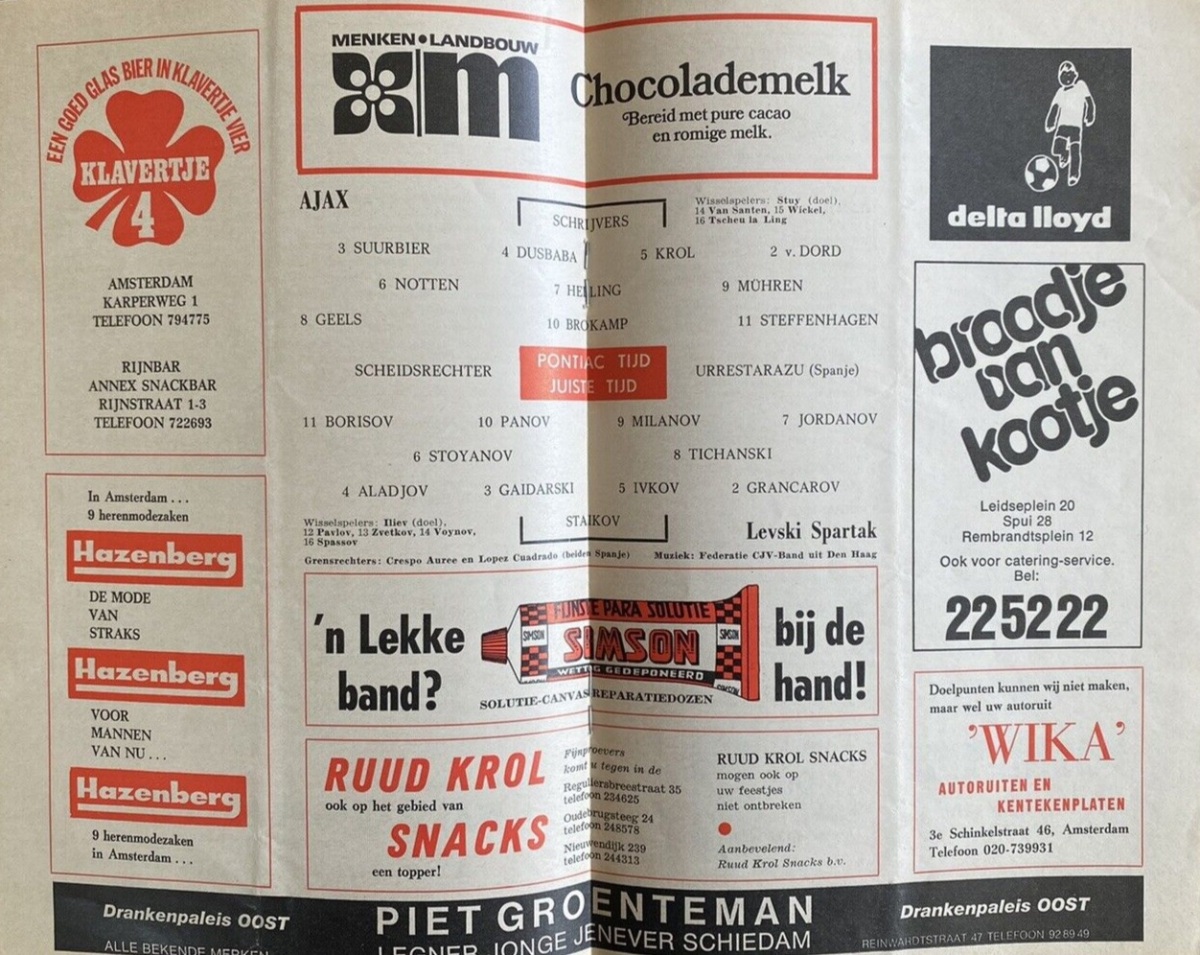 EEN GOED GLAS BIER IN KLAVERTJE VIER
KLAVERTJE
4
AMSTERDAM
KARPERWEG 1
TELEFOON 794775
RIJNBAR
ANNEX SNACKBAR
RIJNSTRAAT 1-3
TELEFOON 722693
In Amsterdam . . .
9 herenmodezaken
Hazenberg
DE MODE
VAN
STRAKS
Hazenberg
VOOR
MANNEN
VAN NU . . .
Hazenberg
9 herenmodezaken
in Amsterdam . . .
MENKEN • LANDBOUW
m
Chocolademelk
Bereid met pure cacao
en romige melk.
AJAX
SCHRIJVERS
Wisselspelers: Stuy (doel),
14 Van Santen, 15 Wickel,
16 Tscheu la Ling
3 SUURBIER 4 DUSBABA 5 KROL 2 v. DORD
6 NOTTEN 7 HELLING 9 MÜHREN
8 GEELS 10 BROKAMP 11 STEFFENHAGEN
SCHEIDSRECHTER
PONTIAC TIJD
JUISTE TIJD
URRESTARAZU (Spanje)
11 BORISOV 10 PANOV 9 MILANOV 7 JORDANOV
6 STOYANOV 8 TICHANSKI
4 ALADJOV 3 GAIDARSKI 5 IVKOV 2 GRANCAROV
Wisselspelers: Iliev (doel),
12 Pavlov, 13 Zvetkov, 14 Voynov,
16 Spassov
STAIKOV
Levski Spartak
Grensrechters: Crespo Auree en Lopez Cuadrado (beiden Spanje) Muziek: Federatie CJV-Band uit Den Haag
'n Lekke
band?
FIJNSTE PARA SOLUTIE
SIMSON
SIMSON
SIMSON
WETTIG GEDEPONEERD
SIMSON
SOLUTIE-CANVAS REPARATIEDOZEN
bij de
hand!
RUUD KROL
ook op het gebied van
SNACKS
een topper!
Fijnproevers
komt u tegen in de
Reguliersbreestraat 35
telefoon 234625
Oudebrugsteeg 24
telefoon 248578
Nieuwendijk 239
telefoon 244313
RUUD KROL SNACKS
mogen ook op
uw feestjes
niet ontbreken
Aanbevelend:
Ruud Krol Snacks b.v.
delta lloyd
broodje
van
kootje
Leidseplein 20
Spui 28
Rembrandtsplein 12
Ook voor catering-service.
Bel:
22 52 22
Doelpunten kunnen wij niet maken,
maar wel uw autoruit
'WIKA'
AUTORUITEN EN
KENTEKENPLATEN
3e Schinkelstraat 46, Amsterdam
Telefoon 020-739931
Drankenpaleis OOST
ALLE BEKENDE MERKEN
PIET GROENTEMAN
LEGNER JONGE JENEVER SCHIEDAM
Drankenpaleis OOST
REINWARDTSTRAAT 47 TELEFOON 92 89 49